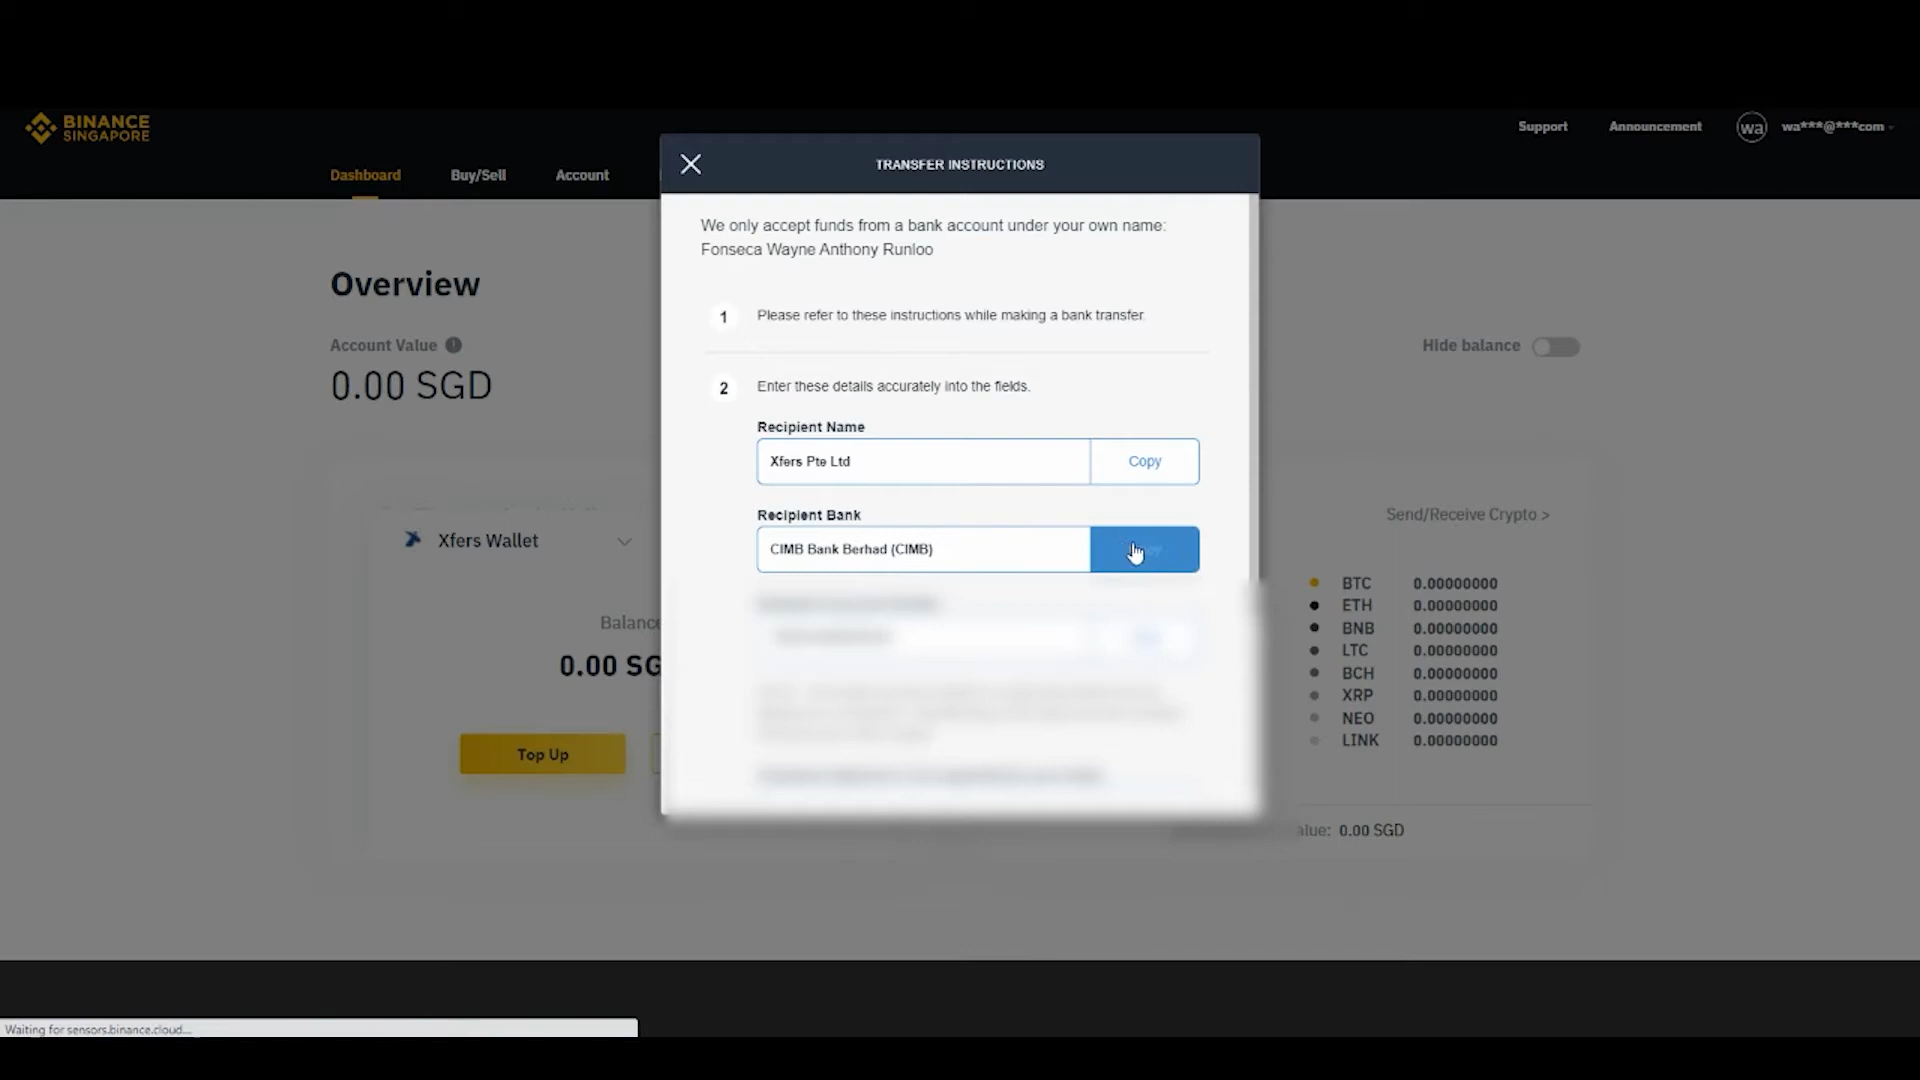 BINANCE
SINGAPORE
Support
Announcement
wa
wa***@***com
Dashboard
Buy/Sell
Account
TRANSFER INSTRUCTIONS
We only accept funds from a bank account under your own name:
Fonseca Wayne Anthony Runloo
1
Please refer to these instructions while making a bank transfer.
2
Enter these details accurately into the fields.
Recipient Name
Xfers Pte Ltd
Copy
Recipient Bank
CIMB Bank Berhad (CIMB)
Overview
Account Value
0.00 SGD
Hide balance
Xfers Wallet
Send/Receive Crypto >
Balance
0.00 SG
Top Up
BTC 0.00000000
ETH 0.00000000
BNB 0.00000000
LTC 0.00000000
BCH 0.00000000
XRP 0.00000000
NEO 0.00000000
LINK 0.00000000
alue: 0.00 SGD
Waiting for sensors.binance.cloud...